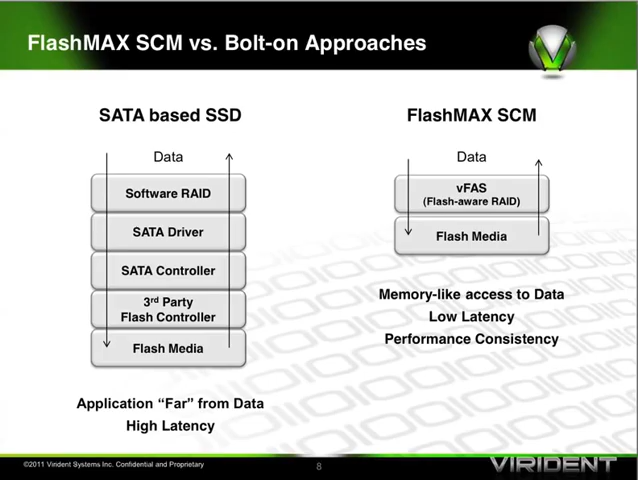 FlashMAX SCM vs. Bolt-on Approaches
SATA based SSD
Data
Software RAID
SATA Driver
SATA Controller
3rd Party
Flash Controller
Flash Media
Application “Far” from Data
High Latency
FlashMAX SCM
Data
vFAS
(Flash-aware RAID)
Flash Media
Memory-like access to Data
Low Latency
Performance Consistency
©2011 Virident Systems Inc. Confidential and Proprietary
8
VIRIDENT